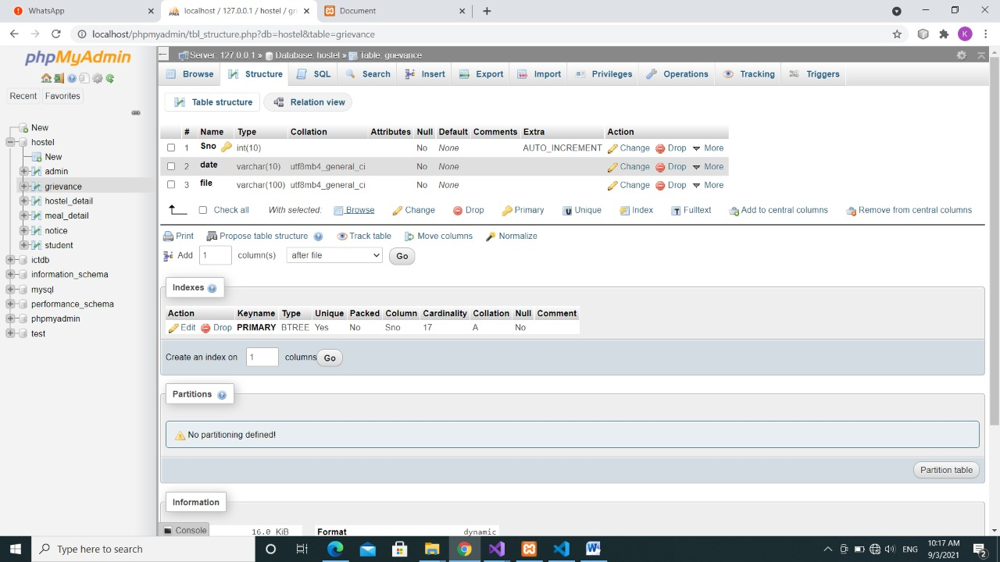 WhatsApp
localhost / 127.0.0.1 / hostel / gr
Document
localhost/phpmyadmin/tbl_structure.php?db=hostel&table=grievance
K
phpMyAdmin
Recent Favorites
New
hostel
New
admin
grievance
hostel_detail
meal_detail
notice
student
ictdb
information_schema
mysql
performance_schema
phpmyadmin
test
Server: 127.0.0.1 » Database: hostel » Table: grievance
Browse Structure SQL Search Insert Export Import Privileges Operations Tracking Triggers
Table structure Relation view
# Name Type Collation Attributes Null Default Comments Extra Action
1 Sno int(10) No None AUTO_INCREMENT Change Drop More
2 date varchar(10) utf8mb4_general_ci No None Change Drop More
3 file varchar(100) utf8mb4_general_ci No None Change Drop More
Check all With selected: Browse Change Drop Primary Unique Index Fulltext Add to central columns Remove from central columns
Print Propose table structure Track table Move columns Normalize
Add 1 column(s) after file Go
Indexes
Action Keyname Type Unique Packed Column Cardinality Collation Null Comment
Edit Drop PRIMARY BTREE Yes No Sno 17 A No
Create an index on 1 columns Go
Partitions
No partitioning defined!
Partition table
Information
Console 16.0 KiB Format dynamic
Type here to search
ENG
10:17 AM
9/3/2021
2